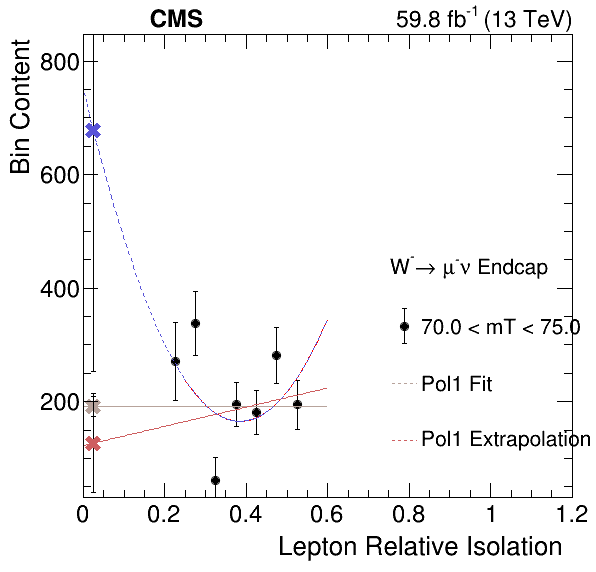 CMS
59.8 fb⁻¹ (13 TeV)
Bin Content
800
600
400
200
W⁻→ μ⁻ν Endcap
70.0 < mT < 75.0
Pol1 Fit
Pol1 Extrapolation
0 0.2 0.4 0.6 0.8 1 1.2
Lepton Relative Isolation